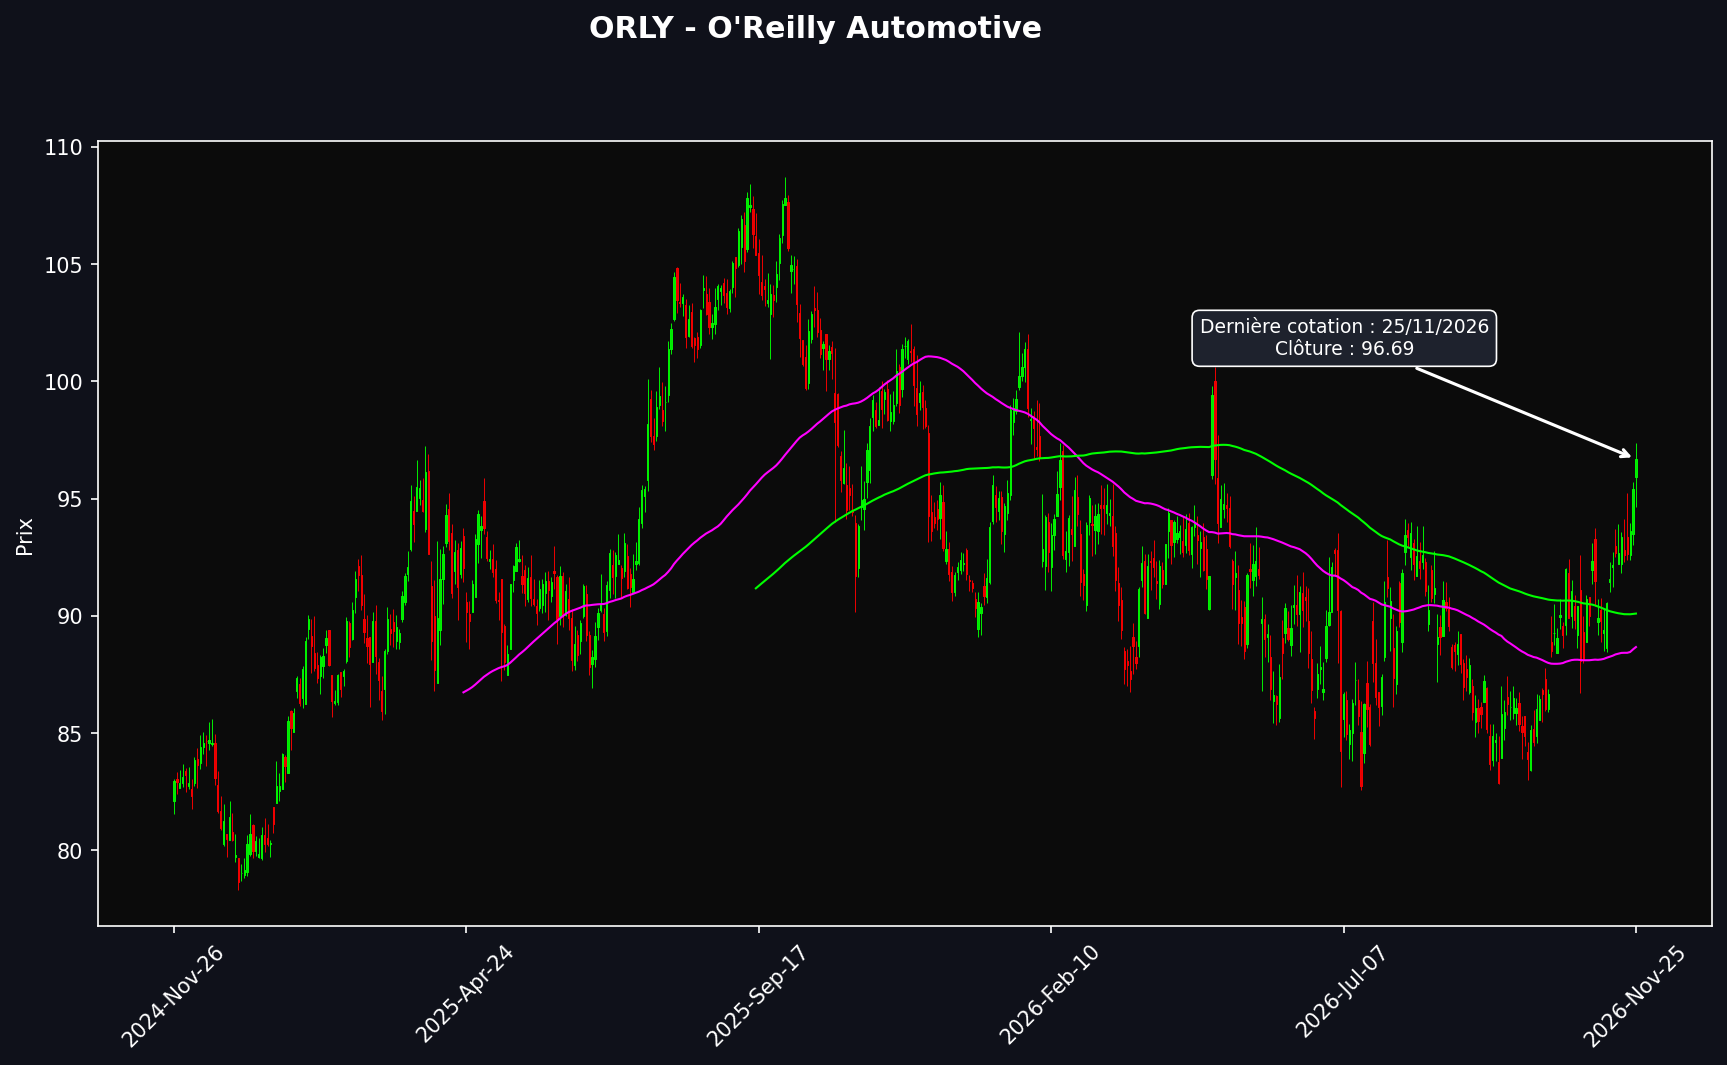 ORLY - O'Reilly Automotive
110
105
100
95
90
85
80
Prix
Dernière cotation : 25/11/2026
Clôture : 96.69
2024-Nov-26
2025-Apr-24
2025-Sep-17
2026-Feb-10
2026-Jul-07
2026-Nov-25